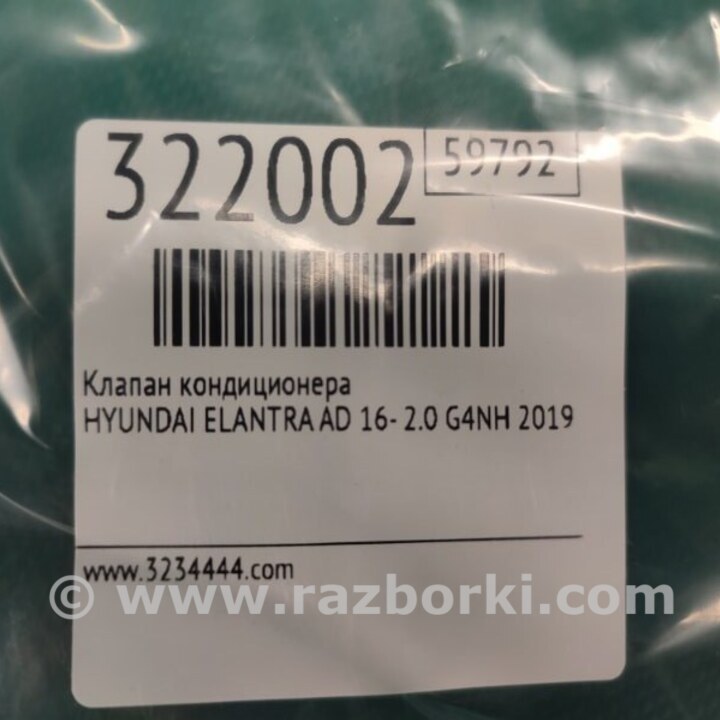 322002
59792
Клапан кондиционера
HYUNDAI ELANTRA AD 16- 2.0 G4NH 2019
www.3234444.com
© www.razborki.com